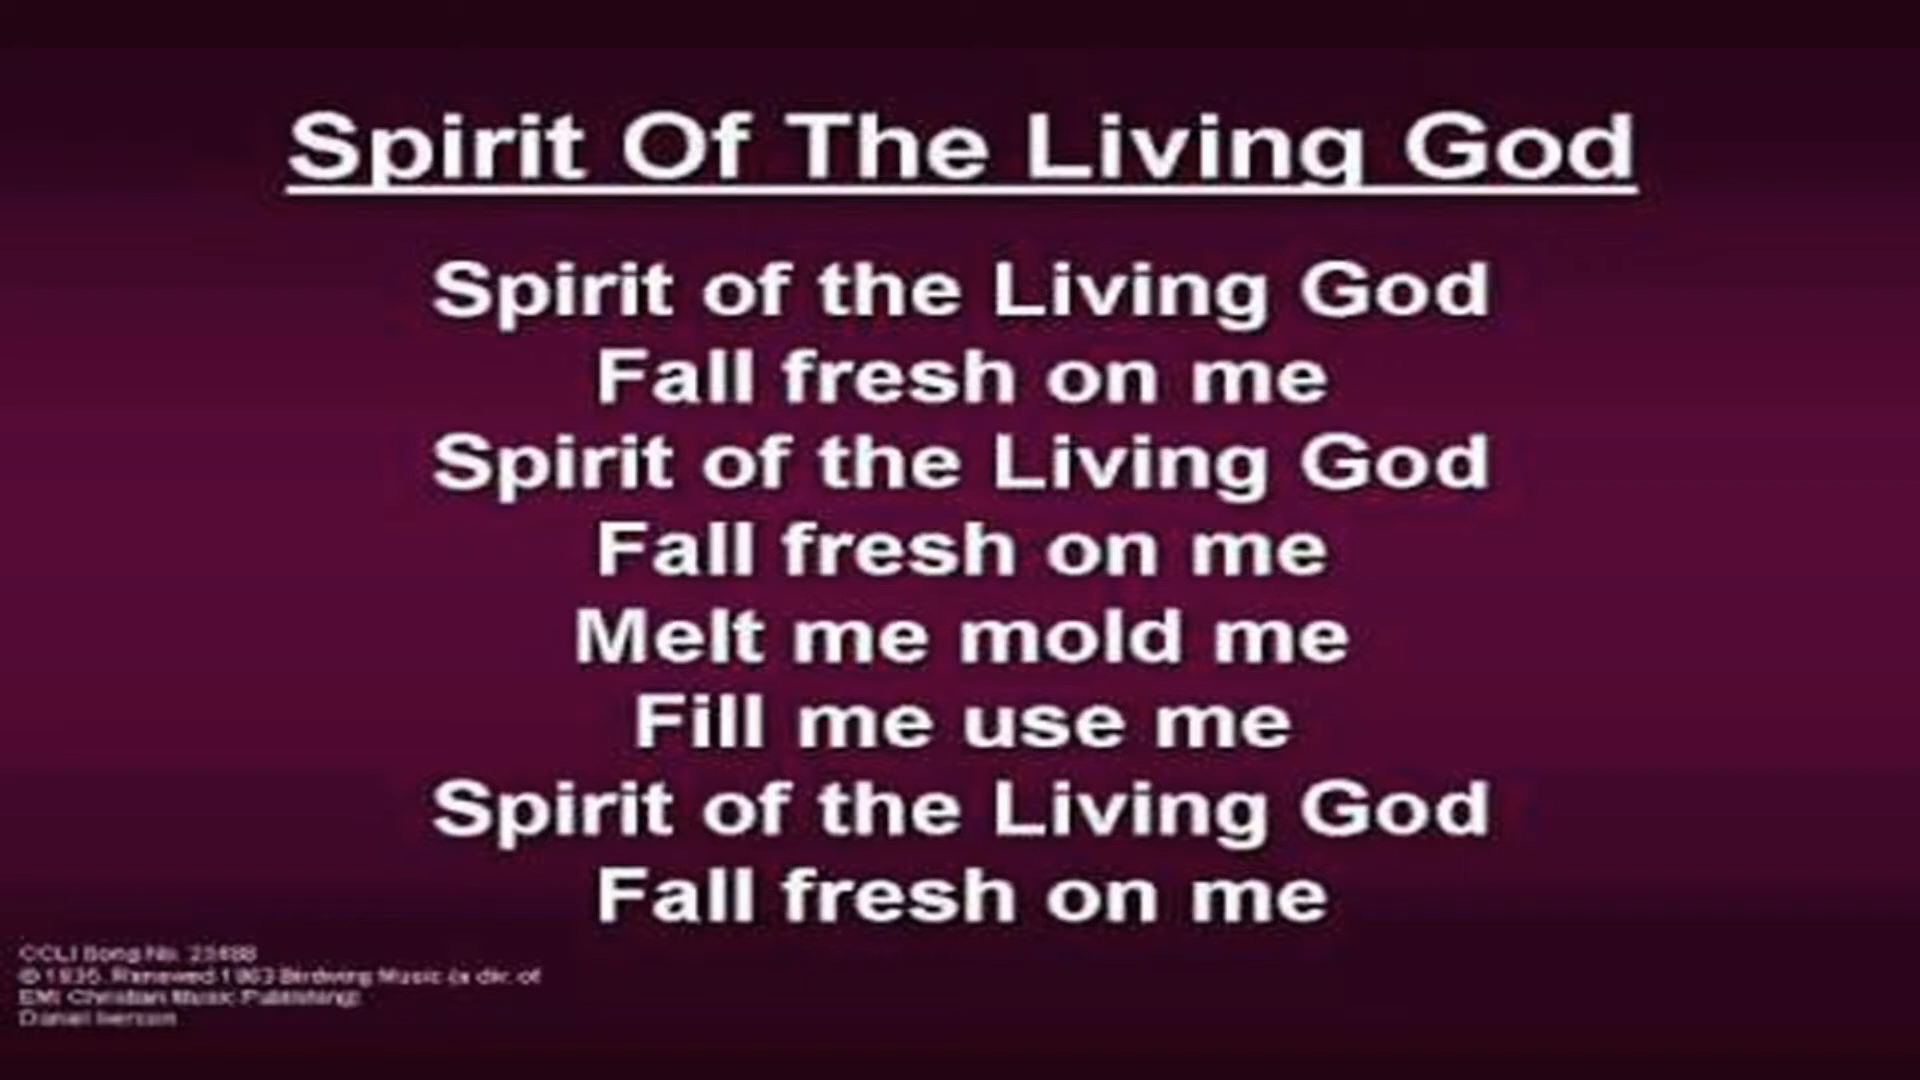 Spirit Of The Living God
Spirit of the Living God
Fall fresh on me
Spirit of the Living God
Fall fresh on me
Melt me mold me
Fill me use me
Spirit of the Living God
Fall fresh on me
CCLI Song No. 23488
© 1935. Renewed 1963 Birdwing Music (a div. of
EMI Christian Music Publishing)
Daniel Iverson